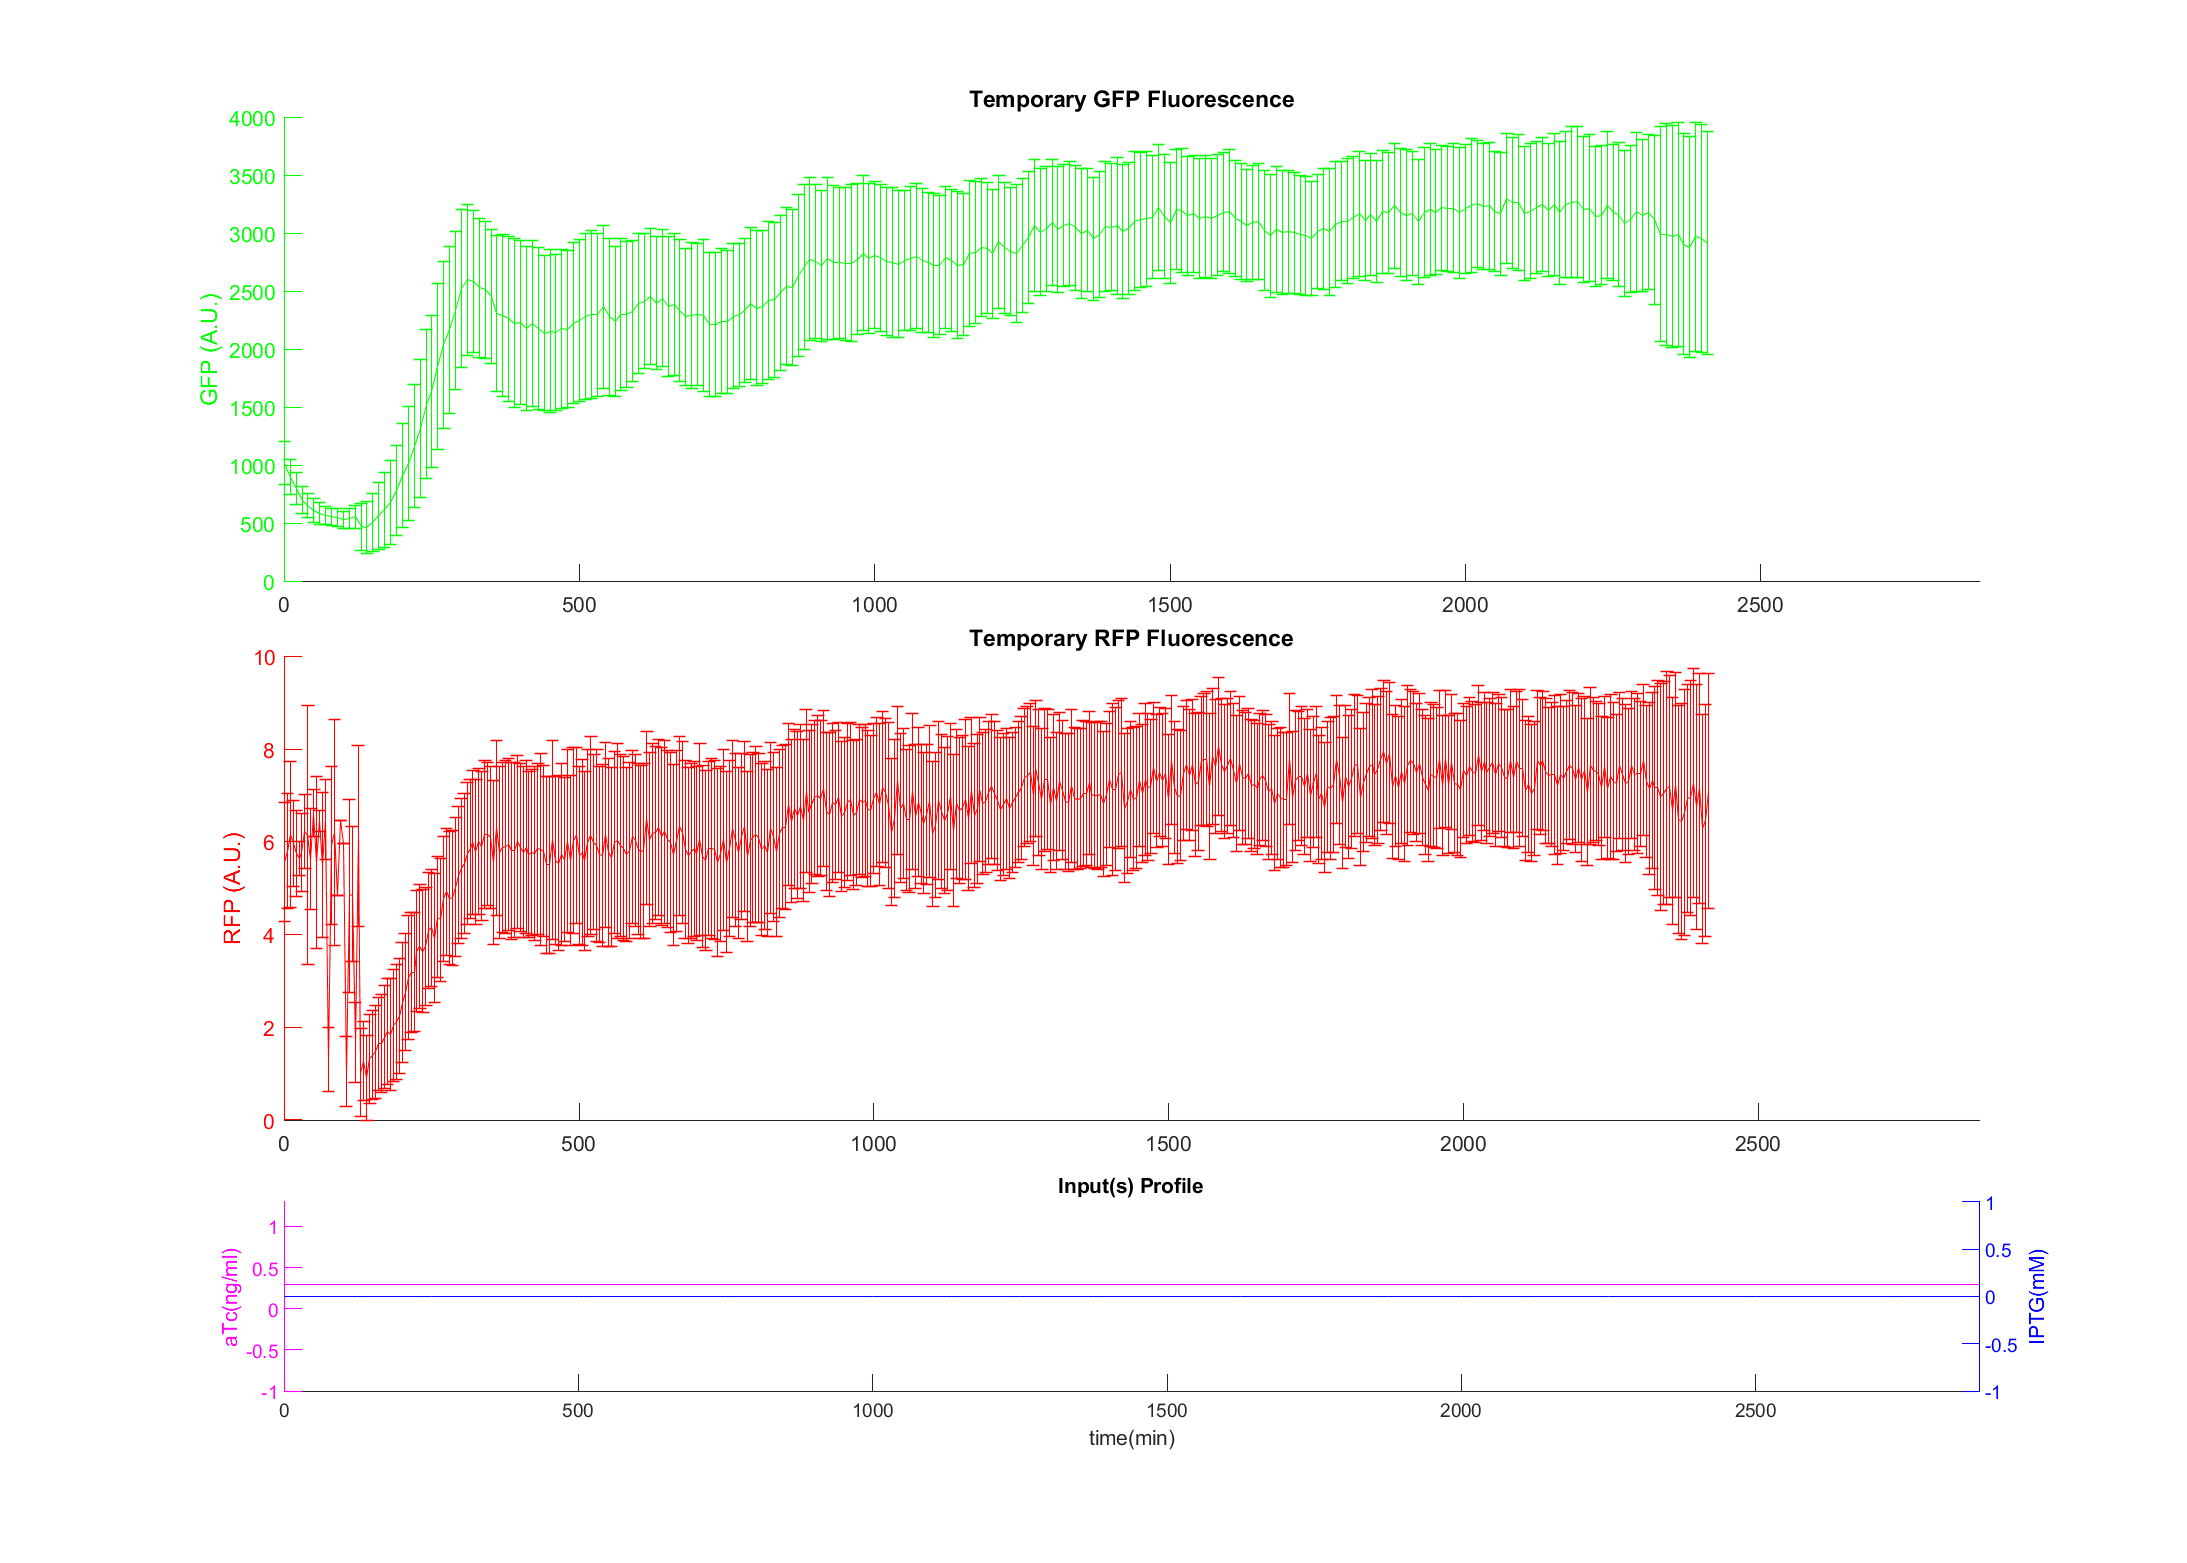 Temporary GFP Fluorescence
4000
3500
3000
2500
2000
1500
1000
500
0
GFP (A.U.)
0 500 1000 1500 2000 2500
Temporary RFP Fluorescence
10
8
6
4
2
0
RFP (A.U.)
0 500 1000 1500 2000 2500
Input(s) Profile
1
0.5
0
-0.5
-1
aTc(ng/ml)
1
0.5
0
-0.5
-1
IPTG(mM)
0 500 1000 1500 2000 2500
time(min)